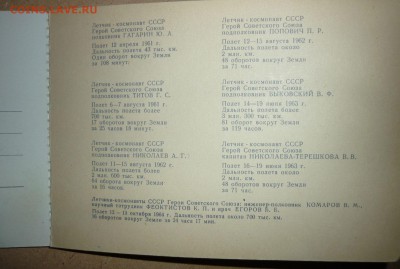 Летчик-космонавт СССР
Герой Советского Союза
полковник ГАГАРИН Ю. А.
Полет 12 апреля 1961 г.
Дальность полета 41 тыс. км.
Один оборот вокруг Земли
за 108 минут.
Летчик-космонавт СССР
Герой Советского Союза
подполковник ТИТОВ Г. С.
Полет 6—7 августа 1961 г.
Дальность полета более
700 тыс. км.
17 оборотов вокруг Земли
за 25 часов 18 минут.
Летчик-космонавт СССР
Герой Советского Союза
подполковник НИКОЛАЕВ А. Г.
Полет 11—15 августа 1962 г.
Дальность полета более
2 млн. 600 тыс. км.
64 оборота вокруг Земли
за 95 часов.
Летчик-космонавт СССР
Герой Советского Союза
подполковник ПОПОВИЧ П. Р.
Полет 12—15 августа 1962 г.
Дальность полета около
2 млн. км.
48 оборотов вокруг Земли
за 71 час.
Летчик-космонавт СССР
Герой Советского Союза
подполковник БЫКОВСКИЙ В. Ф.
Полет 14—19 июня 1963 г.
Дальность полета более
3 млн. 300 тыс. км
81 оборот вокруг Земли
за 119 часов.
Летчик-космонавт СССР
Герой Советского Союза
капитан НИКОЛАЕВА-ТЕРЕШКОВА В. В.
Полет 16—19 июня 1963 г.
Дальность полета около
2 млн. км.
48 оборотов вокруг Земли
за 71 час.
Летчики-космонавты СССР Герои Советского Союза: инженер-полковник КОМАРОВ В. М.,
научный сотрудник ФЕОКТИСТОВ К. П. и врач ЕГОРОВ Б. Б.
Полет 12—13 октября 1964 г. Дальность полета около 700 тыс. км.
16 оборотов вокруг Земли за 24 часа 17 мин.